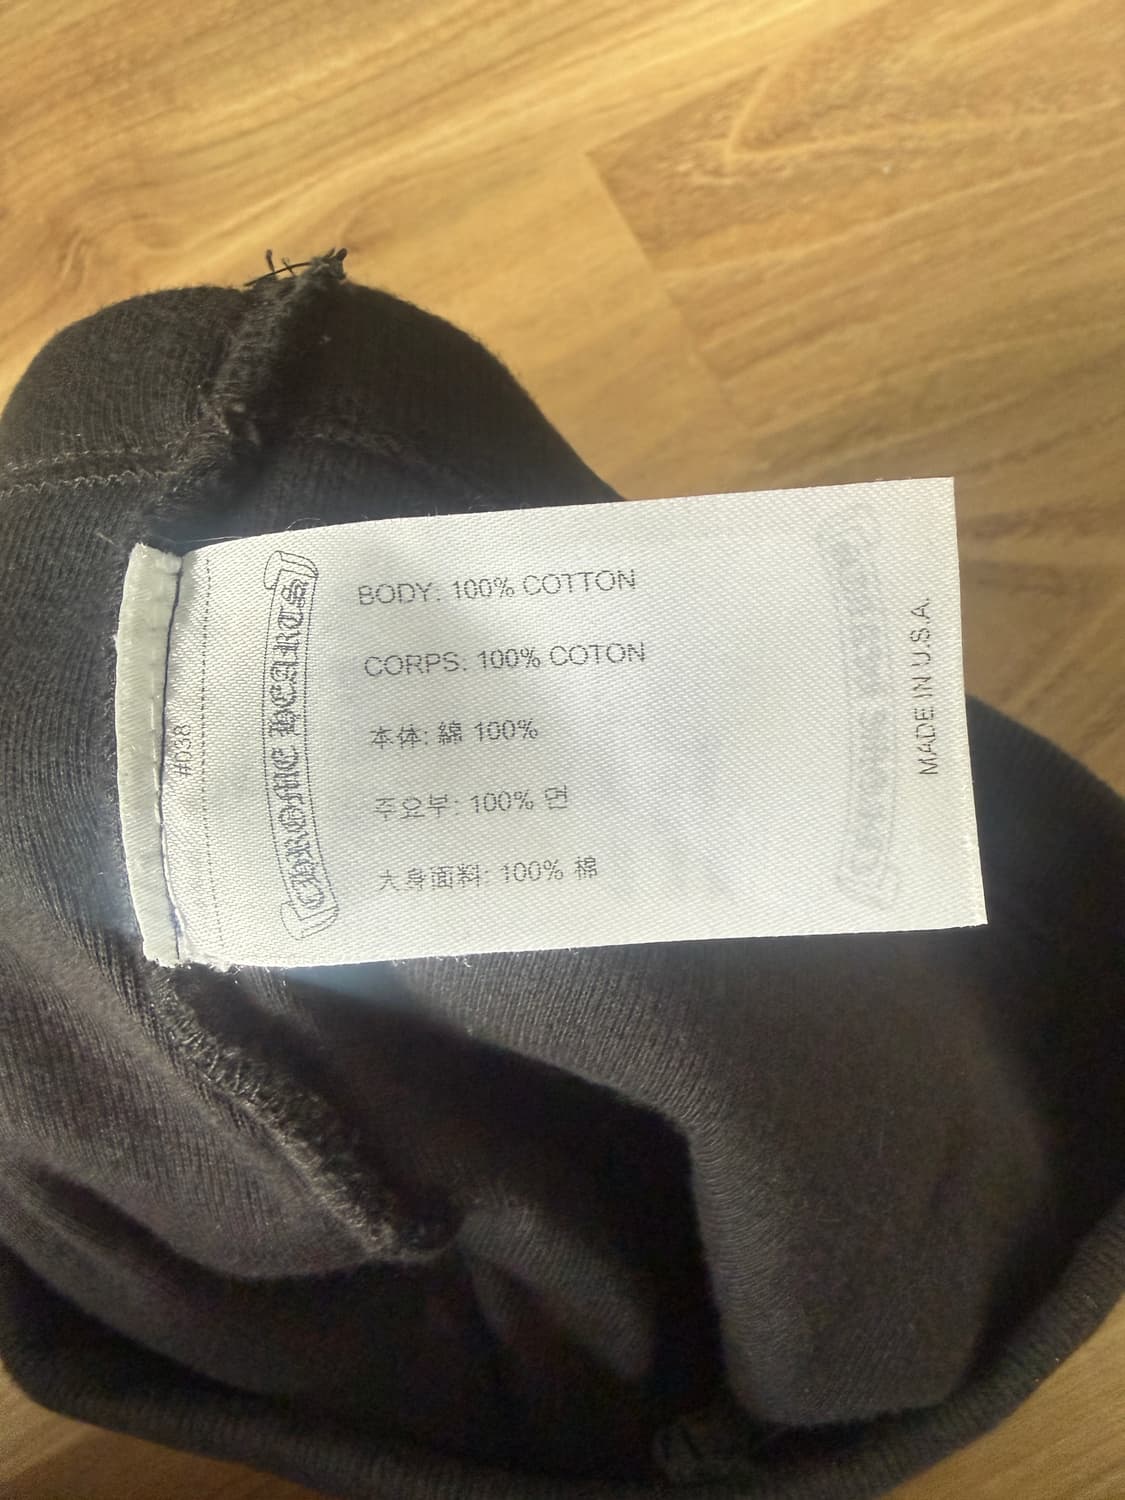 #038
CHROME HEARTS
BODY: 100% COTTON
CORPS: 100% COTON
本体: 綿 100%
주요부: 100% 면
大身面料: 100% 棉
MADE IN U.S.A.